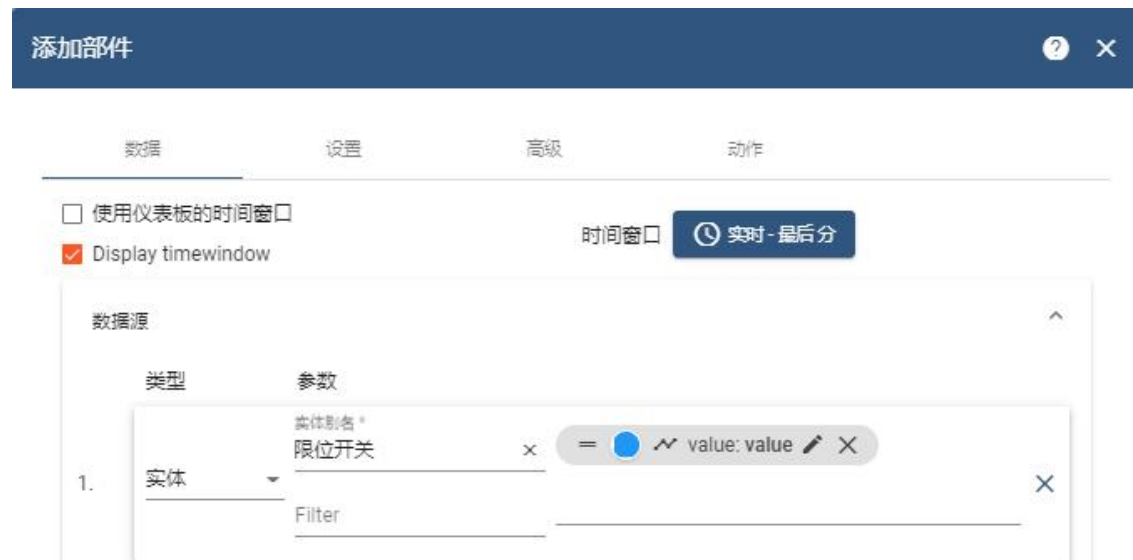 添加部件
数据 设置 高级 动作
使用仪表板的时间窗口
时间窗口 实时-最后分
Display timewindow
数据源
类型 参数
实体别名 *
限位开关
value: value
1. 实体
Filter